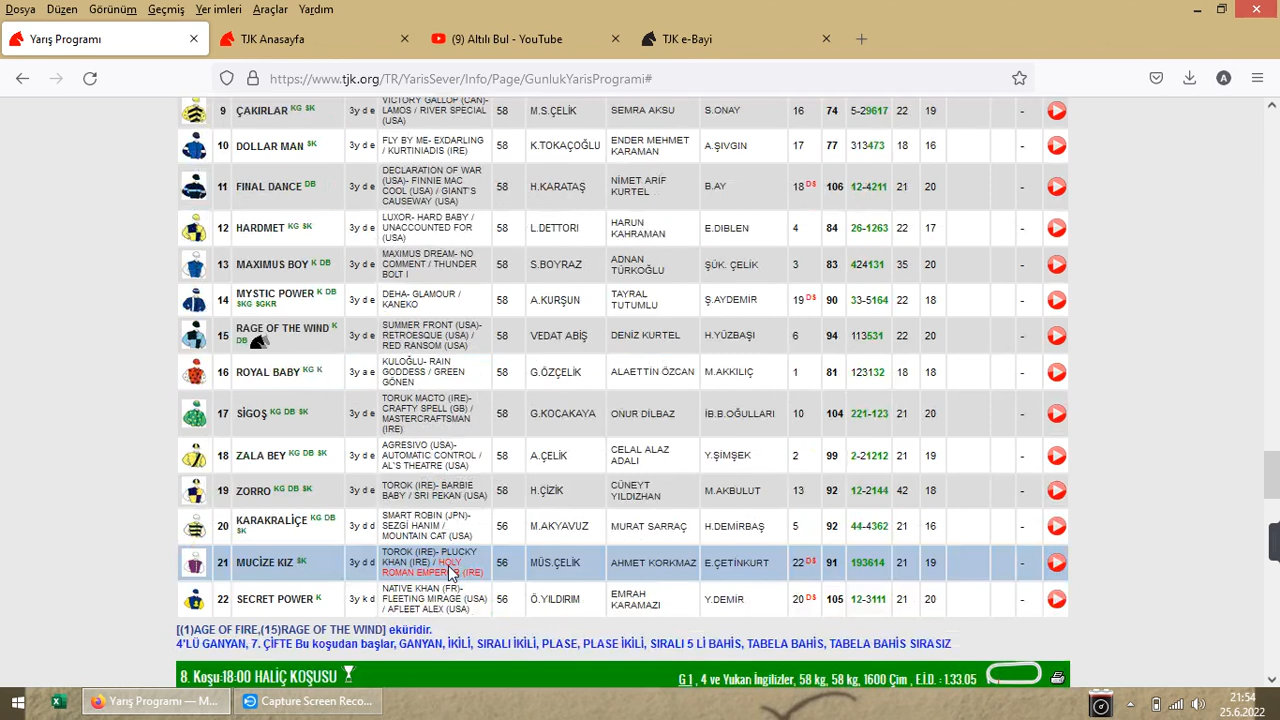 Dosya Düzen Görünüm Geçmiş Yer imleri Araçlar Yardım
Yarış Programı TJK Anasayfa (9) Altılı Bul - YouTube TJK e-Bayi
https://www.tjk.org/TR/YarisSever/Info/Page/GunlukYarisProgrami#
VICTORY GALLOP (CAN)-
9 ÇAKIRLAR KG SK 3y d e LAMOS / RIVER SPECIAL 58 M.S.ÇELİK SEMRA AKSU S.ONAY 16 74 5-29617 22 19 -
(USA)
10 DOLLAR MAN SK 3y d e FLY BY ME- EXDARLING / KURTINIADIS (IRE) 58 K.TOKAÇOĞLU ENDER MEHMET KARAMAN A.ŞIVGIN 17 77 313473 18 16 -
DECLARATION OF WAR
11 FINAL DANCE DB 3y d e (USA)- FINNIE MAC COOL (USA) / GIANT'S 58 H.KARATAŞ NİMET ARİF KURTEL B.AY 18 DS 106 12-4211 21 20 -
CAUSEWAY (USA)
12 HARDMET KG SK 3y d e LUXOR- HARD BABY / UNACCOUNTED FOR (USA) 58 L.DETTORI HARUN KAHRAMAN E.DIBLEN 4 84 26-1263 22 17 -
13 MAXIMUS BOY K DB 3y d e MAXIMUS DREAM- NO COMMENT / THUNDER BOLT I 58 S.BOYRAZ ADNAN TÜRKOĞLU ŞÜK. ÇELİK 3 83 424131 38 20 -
14 MYSTIC POWER K DB SKG SGKR 3y d e DEHA- GLAMOUR / KANEKO 58 A.KURŞUN TAYRAL TUTUMLU Ş.AYDEMİR 19 DS 90 33-5164 22 18 -
15 RAGE OF THE WIND K DB 3y d e SUMMER FRONT (USA)- RETROESQUE (USA) / RED RANSOM (USA) 58 VEDAT ABİŞ DENİZ KURTEL H.YÜZBAŞI 6 94 113531 21 20 -
16 ROYAL BABY KG K 3y d e KULOĞLU- RAIN GODDESS / GREEN GÖNEN 58 G.ÖZÇELİK ALAETTİN ÖZCAN M.AKKILIÇ 1 81 123132 18 18 -
17 SİGOŞ KG DB SK 3y d e TORUK MACTO (IRE)- CRAFTY SPELL (GB) / MASTERCRAFTSMAN (IRE) 58 G.KOCAKAYA ONUR DİLBAZ İB.B.OĞULLARI 10 104 221-123 21 20 -
18 ZALA BEY KG DB SK 3y d e AGRESIVO (USA)- AUTOMATIC CONTROL / AL'S THEATRE (USA) 58 A.ÇELİK CELAL ALAZ ADALI Y.ŞİMŞEK 2 99 2-21212 22 19 -
19 ZORRO KG DB SK 3y d e TOROK (IRE)- BARBIE BABY / SRI PEKAN (USA) 58 H.ÇİZİK CÜNEYT YILDIZHAN M.AKBULUT 13 92 12-2144 42 18 -
20 KARAKRALİÇE KG DB SK 3y d d SMART ROBIN (JPN)- SEZGİ HANIM / MOUNTAIN CAT (USA) 56 M.AKYAVUZ MURAT SARRAÇ H.DEMİRBAŞ 5 92 44-4362 21 16 -
21 MUCİZE KIZ SK 3y d d TOROK (IRE)- PLUCKY KHAN (IRE) / HOLY ROMAN EMPEROR (IRE) 56 MÜS.ÇELİK AHMET KORKMAZ E.ÇETİNKURT 22 DS 91 193614 21 19 -
22 SECRET POWER K 3y k d NATIVE KHAN (FR)- FLEETING MIRAGE (USA) / AFLEET ALEX (USA) 56 Ö.YILDIRIM EMRAH KARAMAZI Y.DEMİR 20 DS 105 12-3111 21 20 -
[(1)AGE OF FIRE,(15)RAGE OF THE WIND] eküridir.
4'LÜ GANYAN, 7. ÇİFTE Bu koşudan başlar, GANYAN, İKİLİ, SIRALI İKİLİ, PLASE, PLASE İKİLİ, SIRALI 5 Lİ BAHİS, TABELA BAHİS, TABELA BAHİS SIRASIZ
8. Koşu:18:00 HALİÇ KOŞUSU G 1 , 4 ve Yukarı İngilizler, 58 kg, 58 kg, 1600 Çim , E.İ.D. : 1.33.05
Yarış Programı — M... Capture Screen Reco...
21:54
25.6.2022